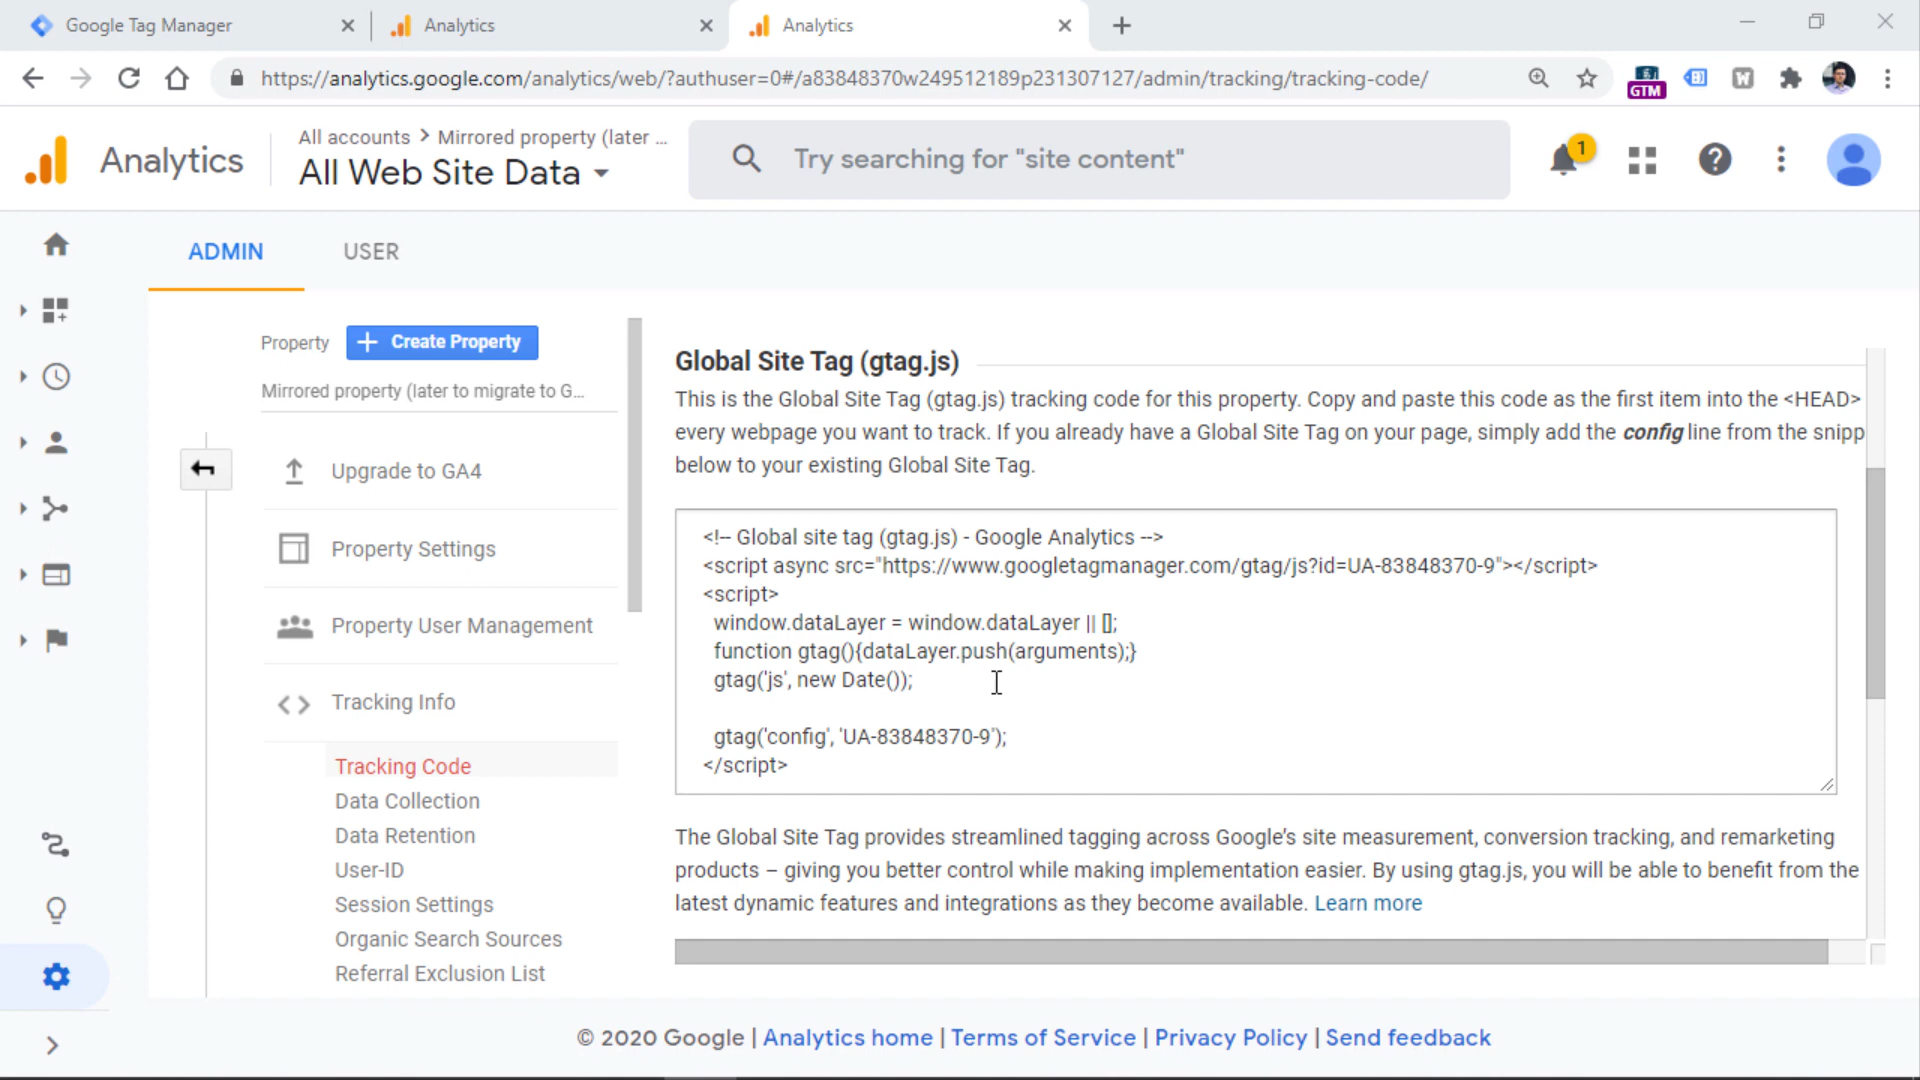 Google Tag Manager
Analytics
Analytics
https://analytics.google.com/analytics/web/?authuser=0#/a83848370w249512189p231307127/admin/tracking/tracking-code/
GTM
W
Analytics
All accounts > Mirrored property (later ...
All Web Site Data
Try searching for "site content"
1
ADMIN
USER
Property
+ Create Property
Mirrored property (later to migrate to G...
Upgrade to GA4
Property Settings
Property User Management
Tracking Info
Tracking Code
Data Collection
Data Retention
User-ID
Session Settings
Organic Search Sources
Referral Exclusion List
Global Site Tag (gtag.js)
This is the Global Site Tag (gtag.js) tracking code for this property. Copy and paste this code as the first item into the <HEAD>
every webpage you want to track. If you already have a Global Site Tag on your page, simply add the config line from the snipp
below to your existing Global Site Tag.
<!-- Global site tag (gtag.js) - Google Analytics -->
<script async src="https://www.googletagmanager.com/gtag/js?id=UA-83848370-9"></script>
<script>
window.dataLayer = window.dataLayer || [];
function gtag(){dataLayer.push(arguments);}
gtag('js', new Date());
gtag('config', 'UA-83848370-9');
</script>
The Global Site Tag provides streamlined tagging across Google's site measurement, conversion tracking, and remarketing
products – giving you better control while making implementation easier. By using gtag.js, you will be able to benefit from the
latest dynamic features and integrations as they become available. Learn more
© 2020 Google | Analytics home | Terms of Service | Privacy Policy | Send feedback